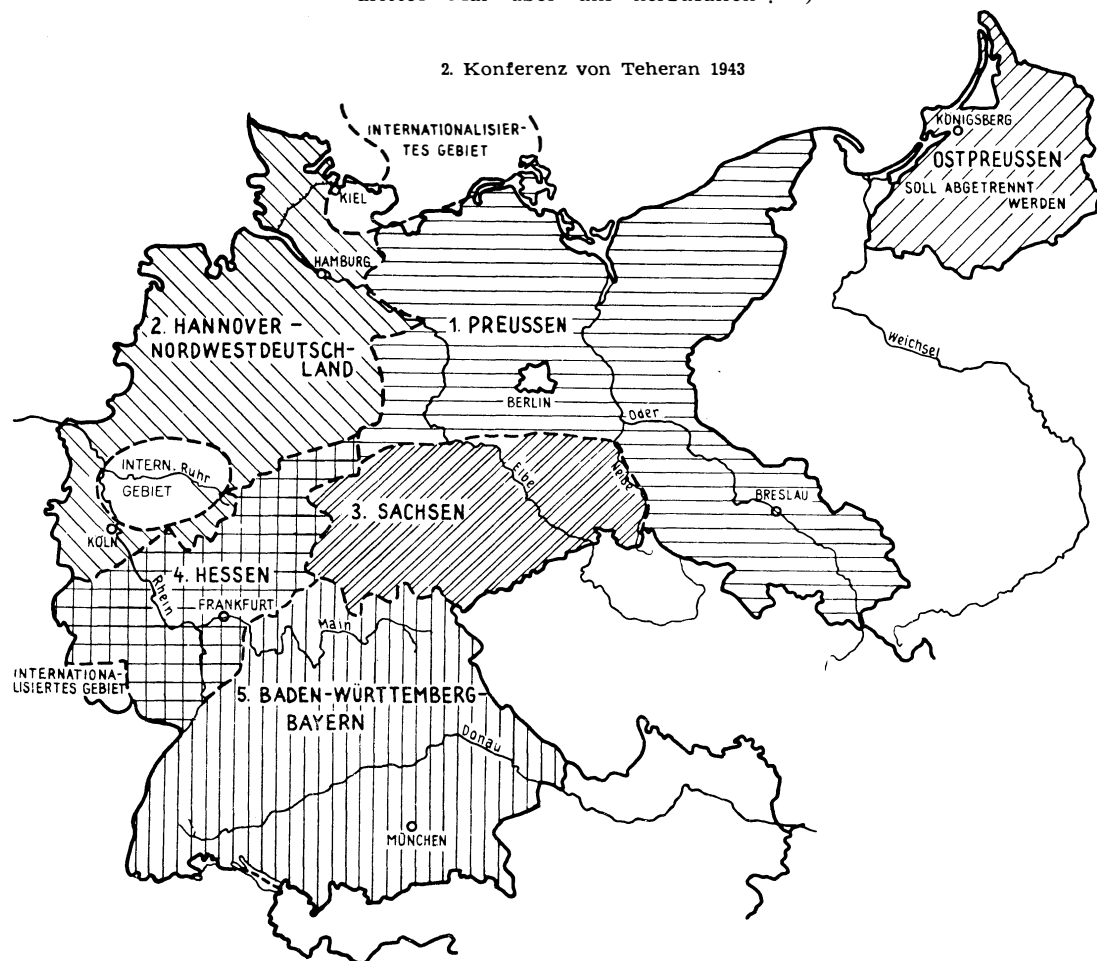 2. Konferenz von Teheran 1943
INTERNATIONALISIER-
TES GEBIET
KÖNIGSBERG
OSTPREUSSEN
SOLL ABGETRENNT
WERDEN
KIEL
HAMBURG
2. HANNOVER –
NORDWESTDEUTSCH-
LAND
1. PREUSSEN
BERLIN
Weichsel
Oder
INTERN. Ruhr
GEBIET
Elbe
Neiße
BRESLAU
3. SACHSEN
KÖLN
4. HESSEN
Rhein
FRANKFURT
Main
INTERNATIONA-
LISIERTES GEBIET
5. BADEN-WÜRTTEMBERG-
BAYERN
Donau
MÜNCHEN